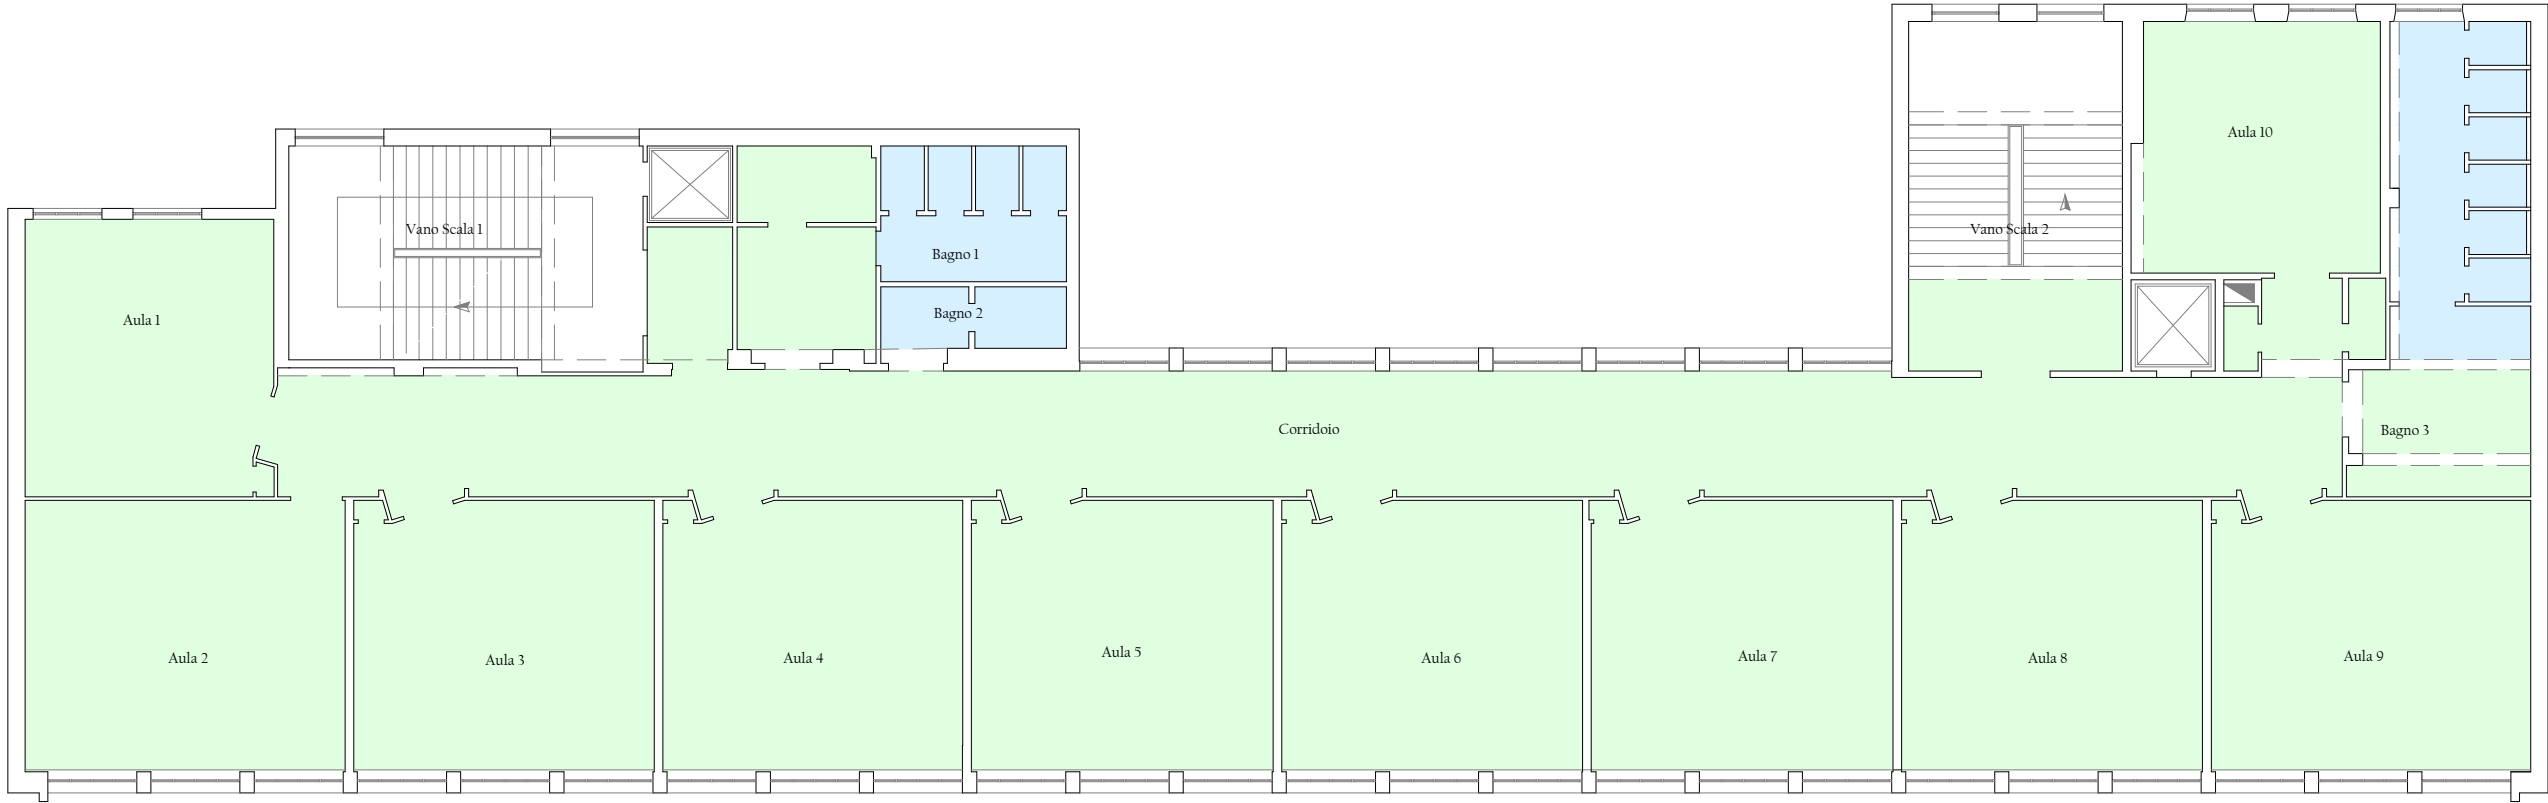 Aula 10
Vano Scala 1
Vano Scala 2
Bagno 1
Bagno 2
Aula 1
Corridoio
Bagno 3
Aula 2
Aula 3
Aula 4
Aula 5
Aula 6
Aula 7
Aula 8
Aula 9